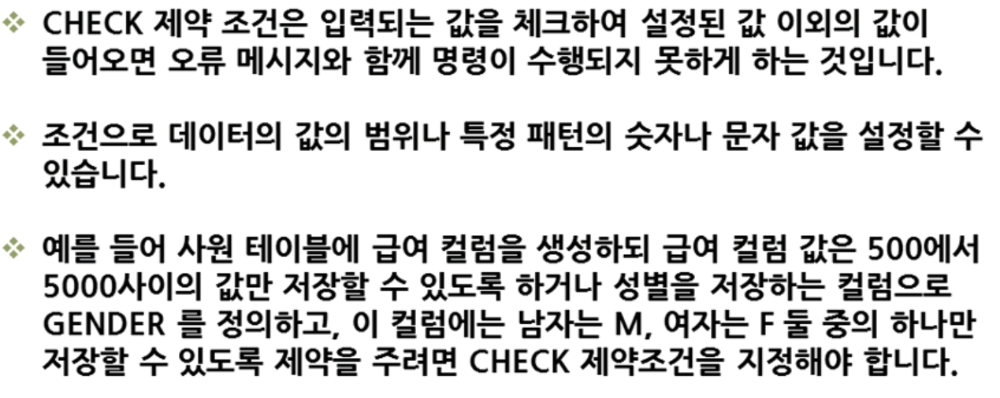 ❖ CHECK 제약 조건은 입력되는 값을 체크하여 설정된 값 이외의 값이
들어오면 오류 메시지와 함께 명령이 수행되지 못하게 하는 것입니다.
❖ 조건으로 데이터의 값의 범위나 특정 패턴의 숫자나 문자 값을 설정할 수
있습니다.
❖ 예를 들어 사원 테이블에 급여 컬럼을 생성하되 급여 컬럼 값은 500에서
5000사이의 값만 저장할 수 있도록 하거나 성별을 저장하는 컬럼으로
GENDER 를 정의하고, 이 컬럼에는 남자는 M, 여자는 F 둘 중의 하나만
저장할 수 있도록 제약을 주려면 CHECK 제약조건을 지정해야 합니다.